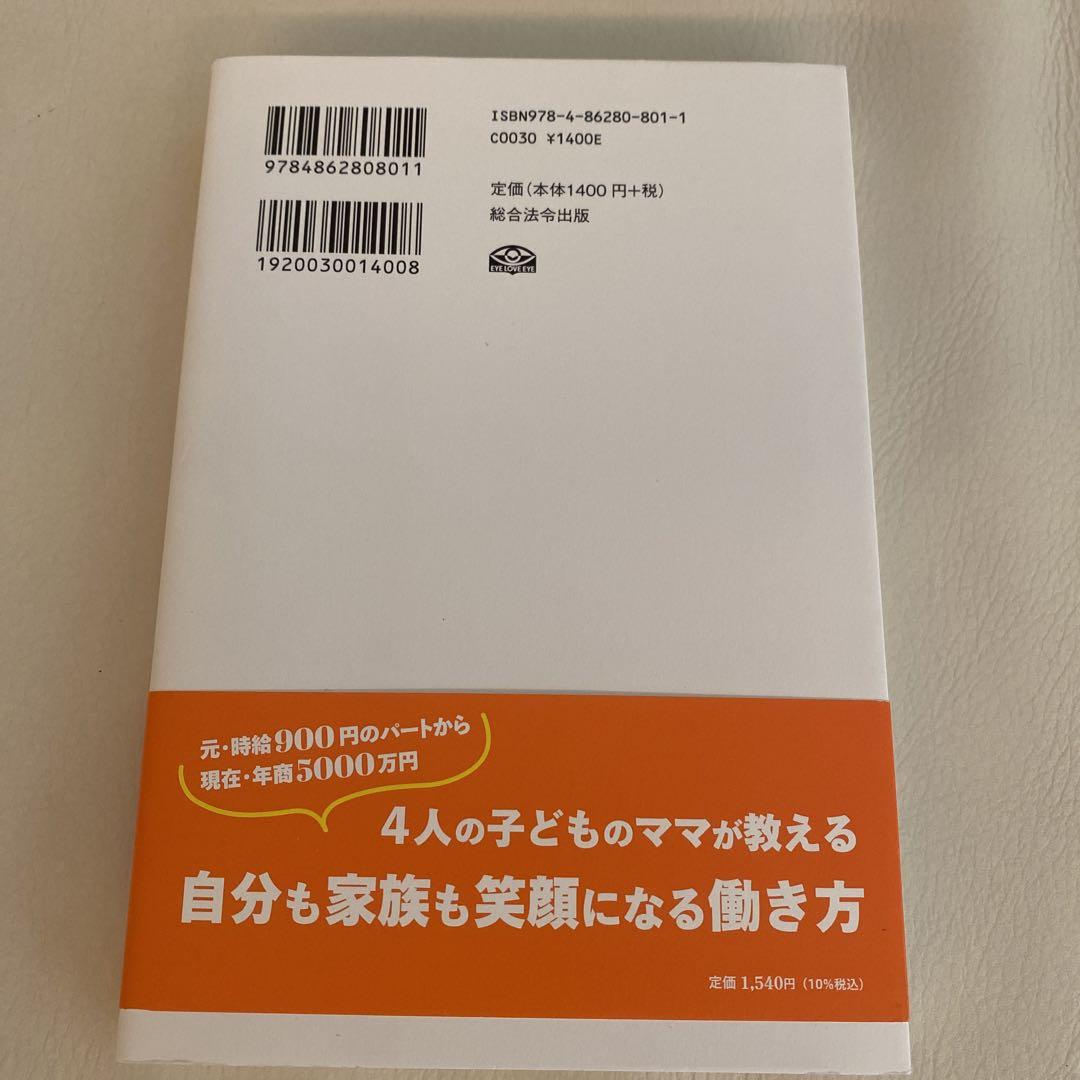 9784862808011
1920030014008
ISBN978-4-86280-801-1
C0030 ¥1400E
定価(本体1400円+税)
総合法令出版
EYE LOVE EYE
元・時給900円のパートから
現在・年商5000万円
4人の子どものママが教える
自分も家族も笑顔になる働き方
定価 1,540円(10%税込)